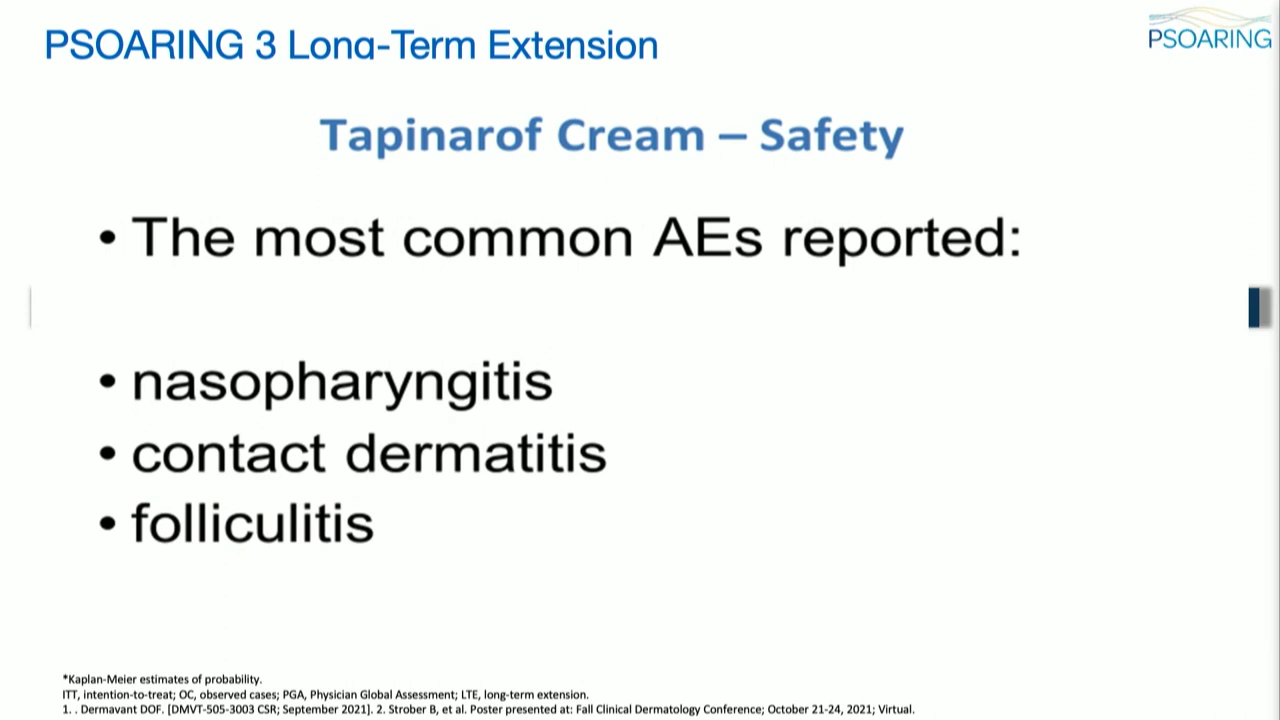 PSOARING 3 Long-Term Extension
PSOARING
Tapinarof Cream – Safety
• The most common AEs reported:
• nasopharyngitis
• contact dermatitis
• folliculitis
*Kaplan-Meier estimates of probability.
ITT, intention-to-treat; OC, observed cases; PGA, Physician Global Assessment; LTE, long-term extension.
1. . Dermavant DOF. [DMVT-505-3003 CSR; September 2021]. 2. Strober B, et al. Poster presented at: Fall Clinical Dermatology Conference; October 21-24, 2021; Virtual.